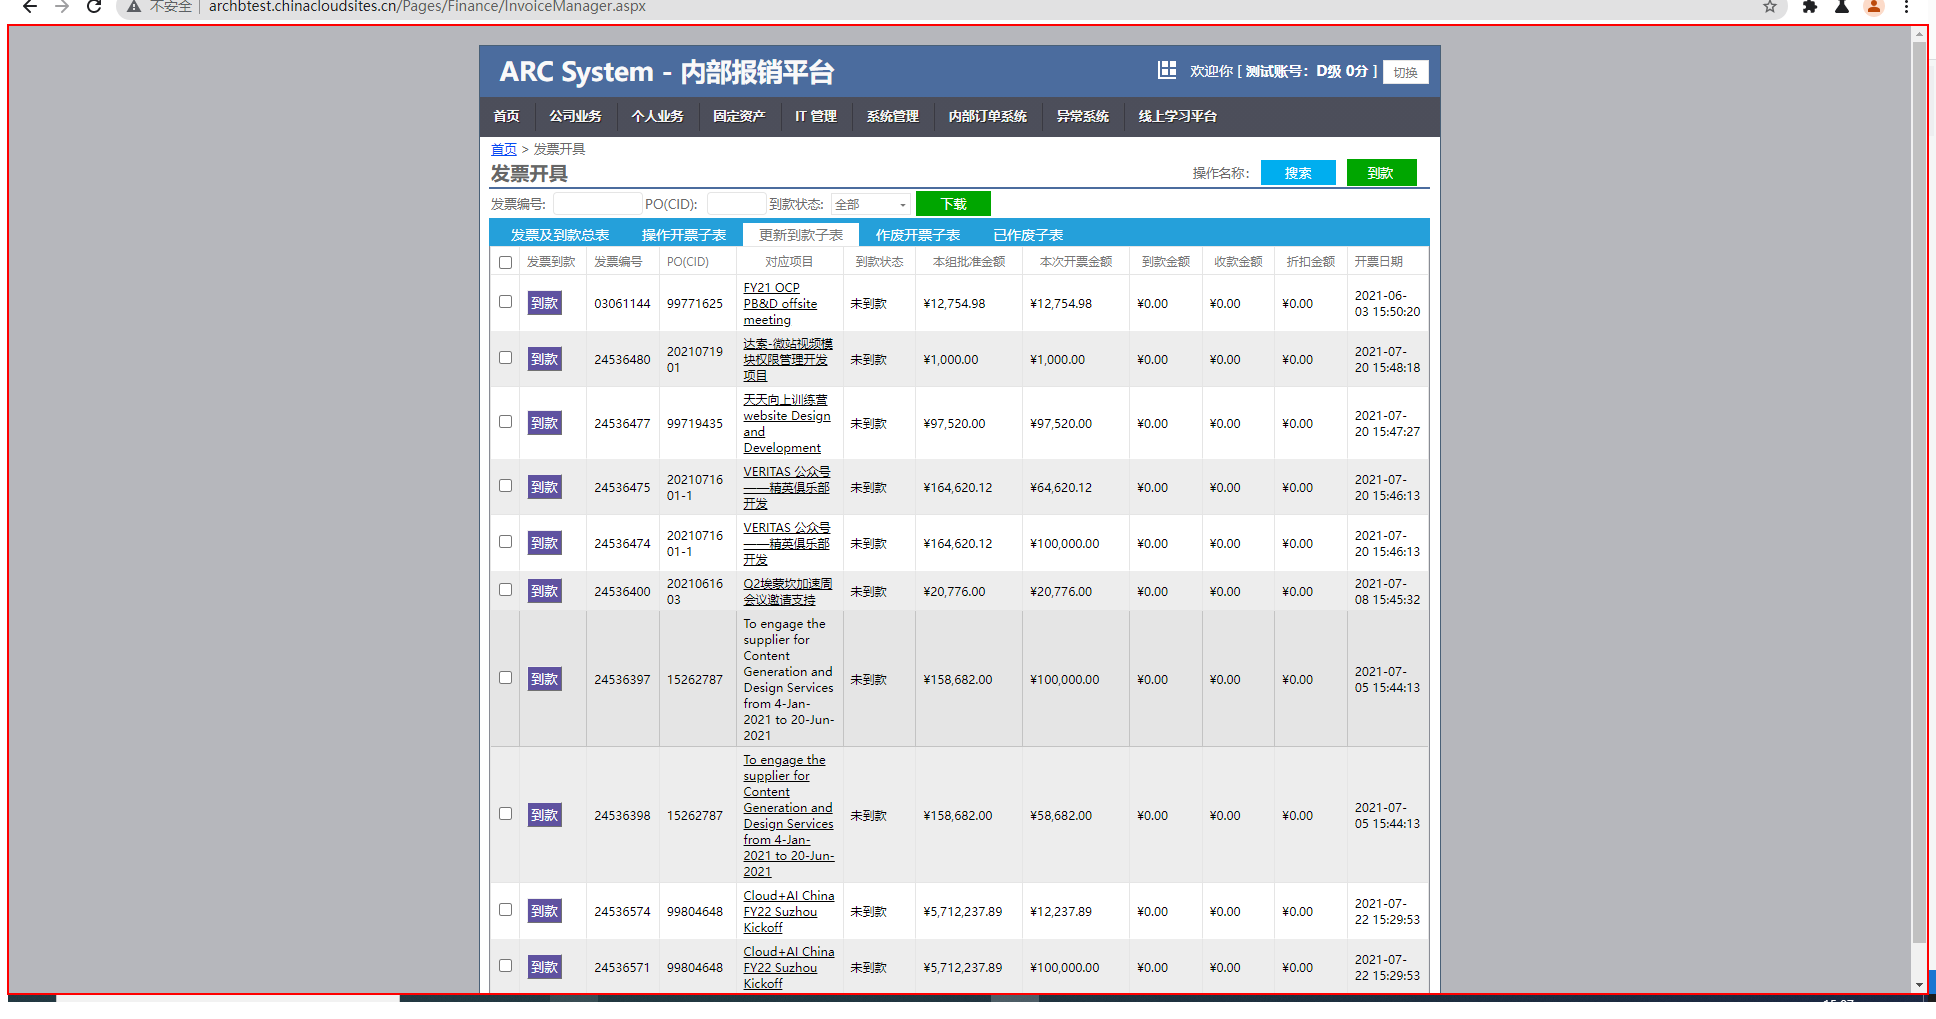 不安全 | archbtest.chinacloudsites.cn/Pages/Finance/InvoiceManager.aspx
ARC System - 内部报销平台
欢迎你 [ 测试账号：D级 0分 ] 切换
首页 公司业务 个人业务 固定资产 IT 管理 系统管理 内部订单系统 异常系统 线上学习平台
首页 > 发票开具
发票开具
操作名称： 搜索 到款
发票编号: PO(CID): 到款状态: 全部 下载
发票及到款总表 操作开票子表 更新到款子表 作废开票子表 已作废子表
发票到款 发票编号 PO(CID) 对应项目 到款状态 本组批准金额 本次开票金额 到款金额 收款金额 折扣金额 开票日期
到款 03061144 99771625 FY21 OCP PB&D offsite meeting 未到款 ¥12,754.98 ¥12,754.98 ¥0.00 ¥0.00 ¥0.00 2021-06-03 15:50:20
到款 24536480 2021071901 达索-微站视频模块权限管理开发项目 未到款 ¥1,000.00 ¥1,000.00 ¥0.00 ¥0.00 ¥0.00 2021-07-20 15:48:18
到款 24536477 99719435 天天向上训练营 website Design and Development 未到款 ¥97,520.00 ¥97,520.00 ¥0.00 ¥0.00 ¥0.00 2021-07-20 15:47:27
到款 24536475 2021071601-1 VERITAS 公众号——精英俱乐部开发 未到款 ¥164,620.12 ¥64,620.12 ¥0.00 ¥0.00 ¥0.00 2021-07-20 15:46:13
到款 24536474 2021071601-1 VERITAS 公众号——精英俱乐部开发 未到款 ¥164,620.12 ¥100,000.00 ¥0.00 ¥0.00 ¥0.00 2021-07-20 15:46:13
到款 24536400 2021061603 Q2埃蒙坎加速周会议邀请支持 未到款 ¥20,776.00 ¥20,776.00 ¥0.00 ¥0.00 ¥0.00 2021-07-08 15:45:32
到款 24536397 15262787 To engage the supplier for Content Generation and Design Services from 4-Jan-2021 to 20-Jun-2021 未到款 ¥158,682.00 ¥100,000.00 ¥0.00 ¥0.00 ¥0.00 2021-07-05 15:44:13
到款 24536398 15262787 To engage the supplier for Content Generation and Design Services from 4-Jan-2021 to 20-Jun-2021 未到款 ¥158,682.00 ¥58,682.00 ¥0.00 ¥0.00 ¥0.00 2021-07-05 15:44:13
到款 24536574 99804648 Cloud+AI China FY22 Suzhou Kickoff 未到款 ¥5,712,237.89 ¥12,237.89 ¥0.00 ¥0.00 ¥0.00 2021-07-22 15:29:53
到款 24536571 99804648 Cloud+AI China FY22 Suzhou Kickoff 未到款 ¥5,712,237.89 ¥100,000.00 ¥0.00 ¥0.00 ¥0.00 2021-07-22 15:29:53